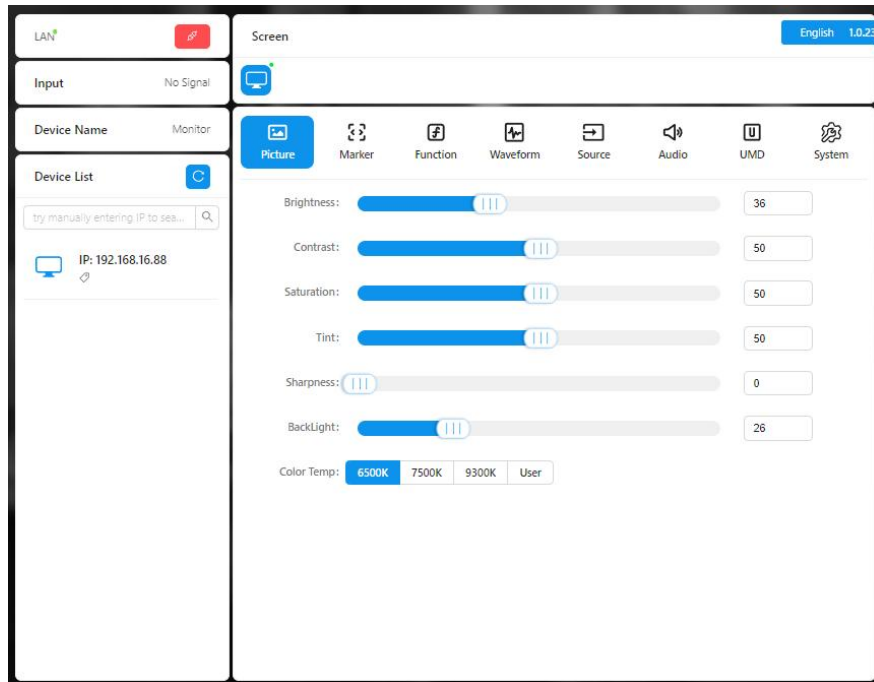 LAN
Input No Signal
Device Name Monitor
Device List
try manually entering IP to sea...
IP: 192.168.16.88
Screen
English 1.0.23
Picture Marker Function Waveform Source Audio UMD System
Brightness: 36
Contrast: 50
Saturation: 50
Tint: 50
Sharpness: 0
BackLight: 26
Color Temp: 6500K 7500K 9300K User